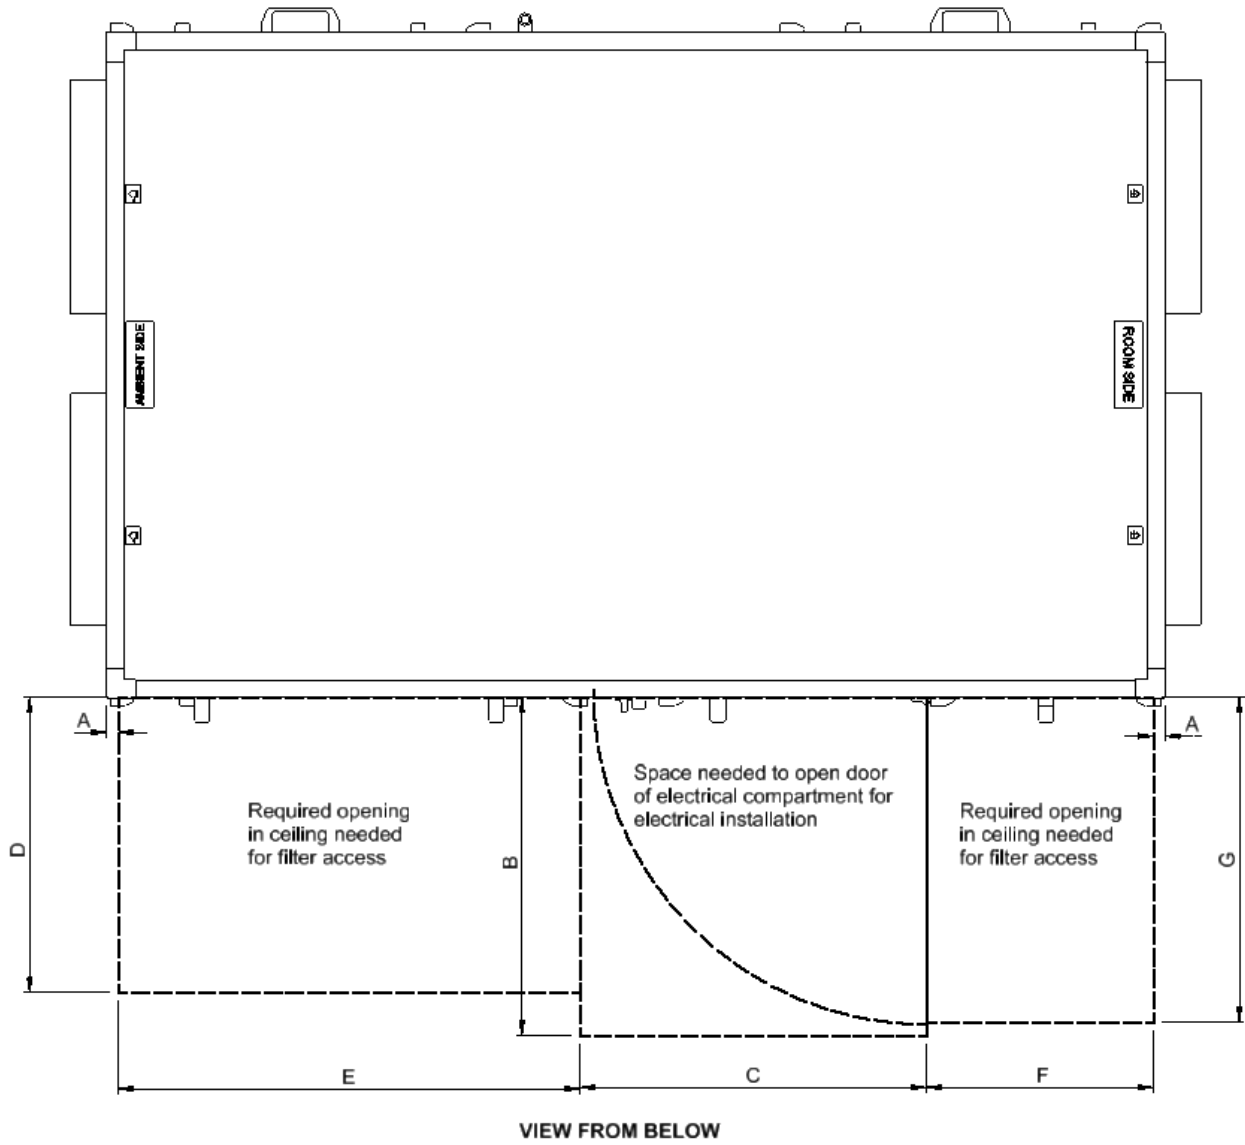 AMBIENT SIDE
ROOM SIDE
A
A
Space needed to open door
of electrical compartment for
electrical installation
Required opening
in ceiling needed
for filter access
Required opening
in ceiling needed
for filter access
D
B
G
E
C
F
VIEW FROM BELOW